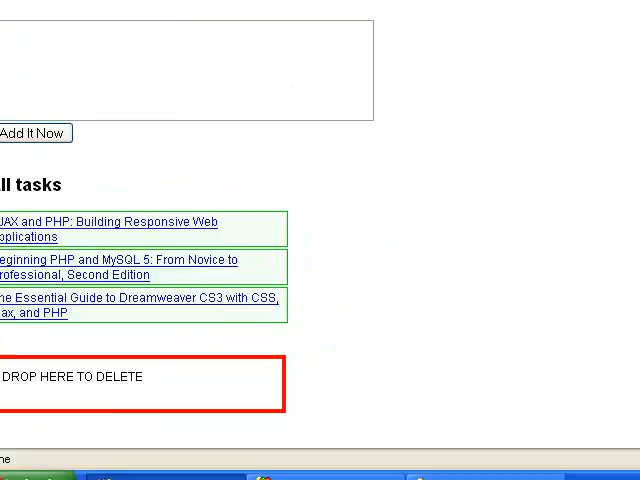 Add It Now
ll tasks
JAX and PHP: Building Responsive Web
pplications
eginning PHP and MySQL 5: From Novice to
rofessional, Second Edition
he Essential Guide to Dreamweaver CS3 with CSS,
jax, and PHP
DROP HERE TO DELETE
ne